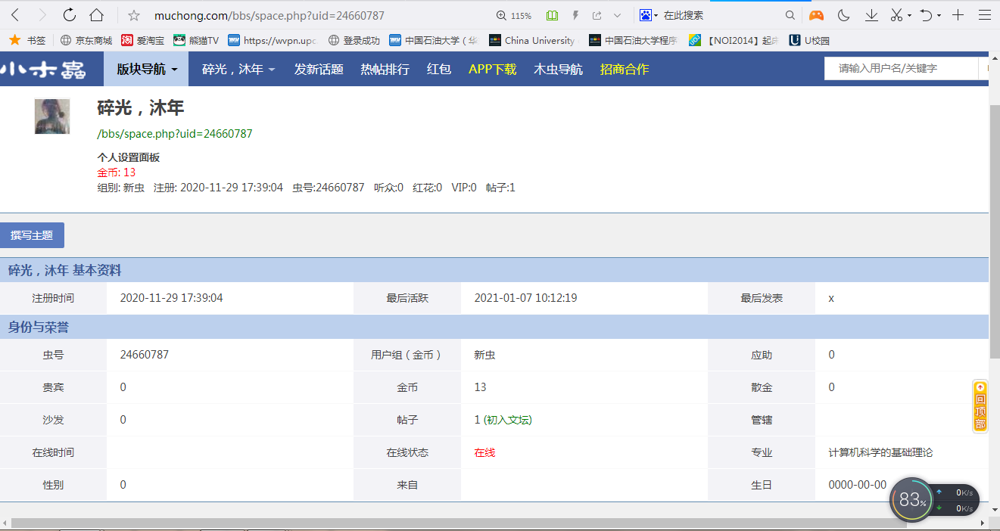 muchong.com/bbs/space.php?uid=24660787 115% 在此搜索
书签 京东商城 爱淘宝 熊猫TV https://wvpn.upc. 登录成功 中国石油大学（华 China University 中国石油大学程序 【NOI2014】起床 U校园
小木虫 版块导航 碎光，沐年 发新话题 热帖排行 红包 APP下载 木虫导航 招商合作 请输入用户名/关键字
碎光，沐年
/bbs/space.php?uid=24660787
个人设置面板
金币: 13
组别: 新虫 注册: 2020-11-29 17:39:04 虫号:24660787 听众:0 红花:0 VIP:0 帖子:1
撰写主题
碎光，沐年 基本资料
注册时间 2020-11-29 17:39:04 最后活跃 2021-01-07 10:12:19 最后发表 x
身份与荣誉
虫号 24660787 用户组（金币） 新虫 应助 0
贵宾 0 金币 13 散金 0
沙发 0 帖子 1 (初入文坛) 管辖
在线时间 在线状态 在线 专业 计算机科学的基础理论
性别 0 来自 生日 0000-00-00
回顶部
83% 0K/s
0K/s